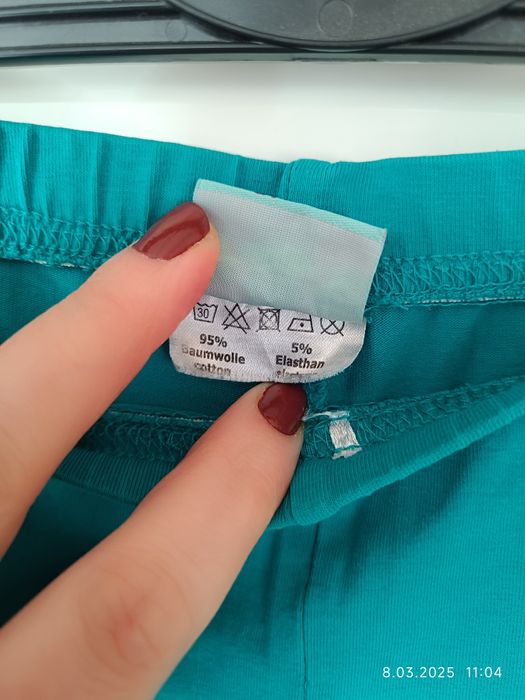 30
95% 5%
Baumwolle Elasthan
cotton
8.03.2025 11:04